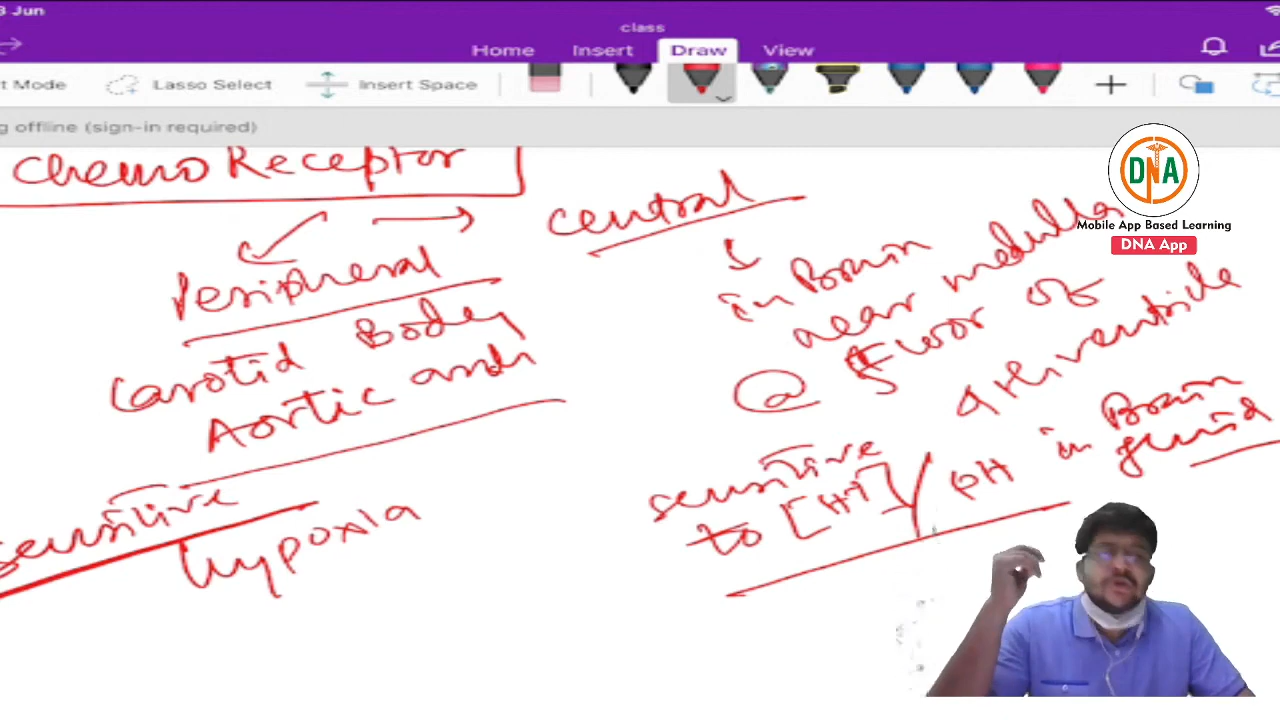 3 Jun
class
Home Insert Draw View
t Mode Lasso Select Insert Space
g offline (sign-in required)
DNA
Mobile App Based Learning
DNA App
Chemo Receptor
Peripheral
Carotid Body
Aortic
sensitive
hypoxia
central
in Brain
near medulla
@ floor of
4th ventricle
sensitive
to [H+] / PH in Brain
fluid